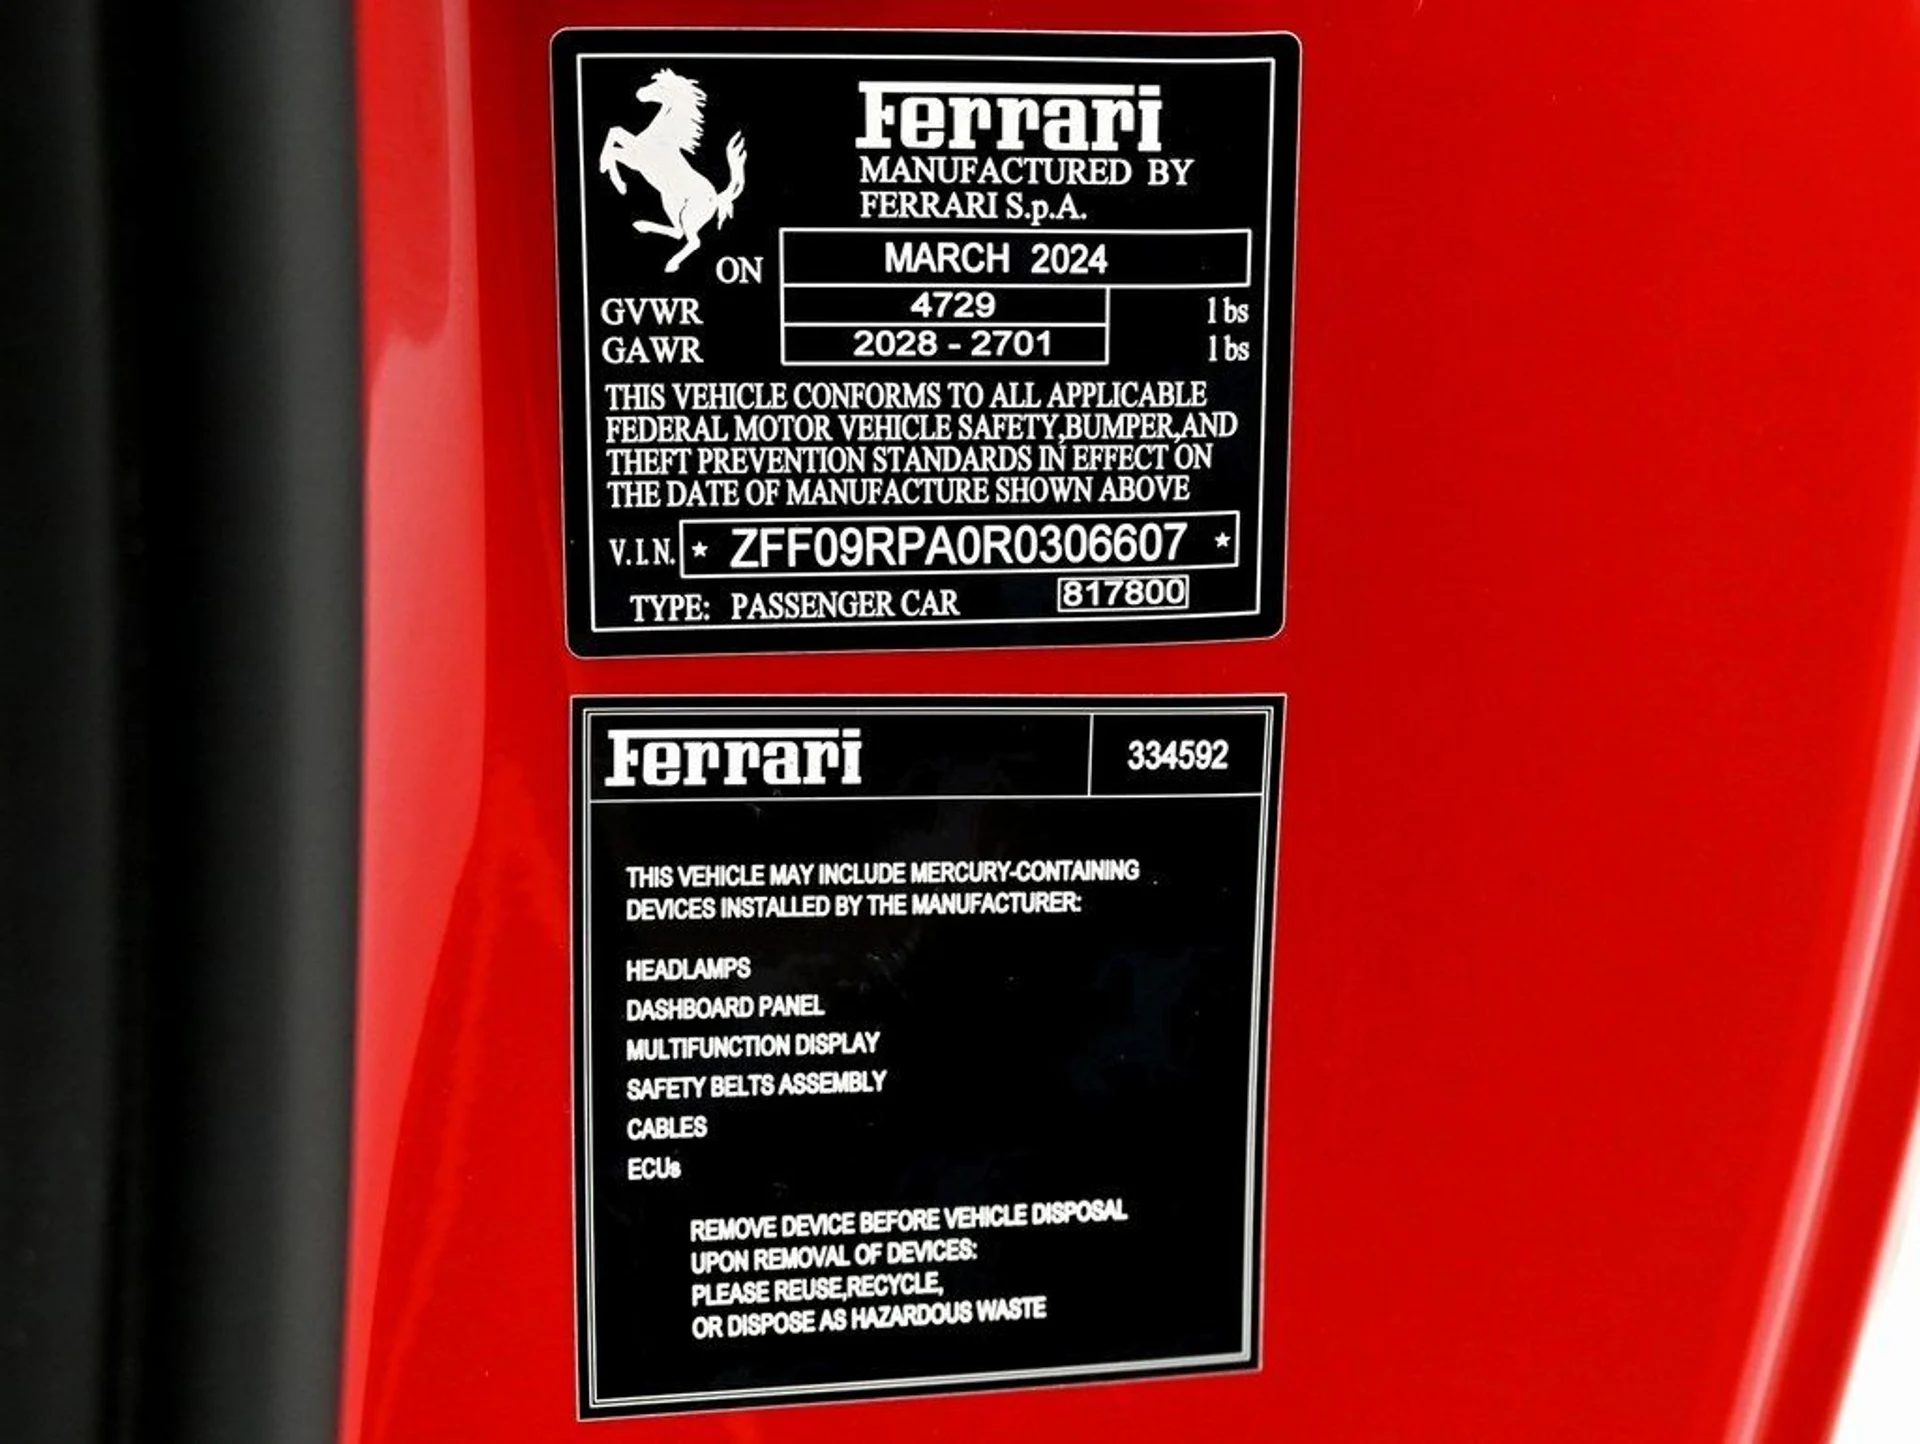 Ferrari
MANUFACTURED BY
FERRARI S.p.A.
ON MARCH 2024
GVWR 4729 lbs
GAWR 2028 - 2701 lbs
THIS VEHICLE CONFORMS TO ALL APPLICABLE
FEDERAL MOTOR VEHICLE SAFETY,BUMPER,AND
THEFT PREVENTION STANDARDS IN EFFECT ON
THE DATE OF MANUFACTURE SHOWN ABOVE
V.I.N. * ZFF09RPA0R0306607 *
TYPE: PASSENGER CAR 817800
Ferrari 334592
THIS VEHICLE MAY INCLUDE MERCURY-CONTAINING
DEVICES INSTALLED BY THE MANUFACTURER:
HEADLAMPS
DASHBOARD PANEL
MULTIFUNCTION DISPLAY
SAFETY BELTS ASSEMBLY
CABLES
ECUs
REMOVE DEVICE BEFORE VEHICLE DISPOSAL
UPON REMOVAL OF DEVICES:
PLEASE REUSE,RECYCLE,
OR DISPOSE AS HAZARDOUS WASTE